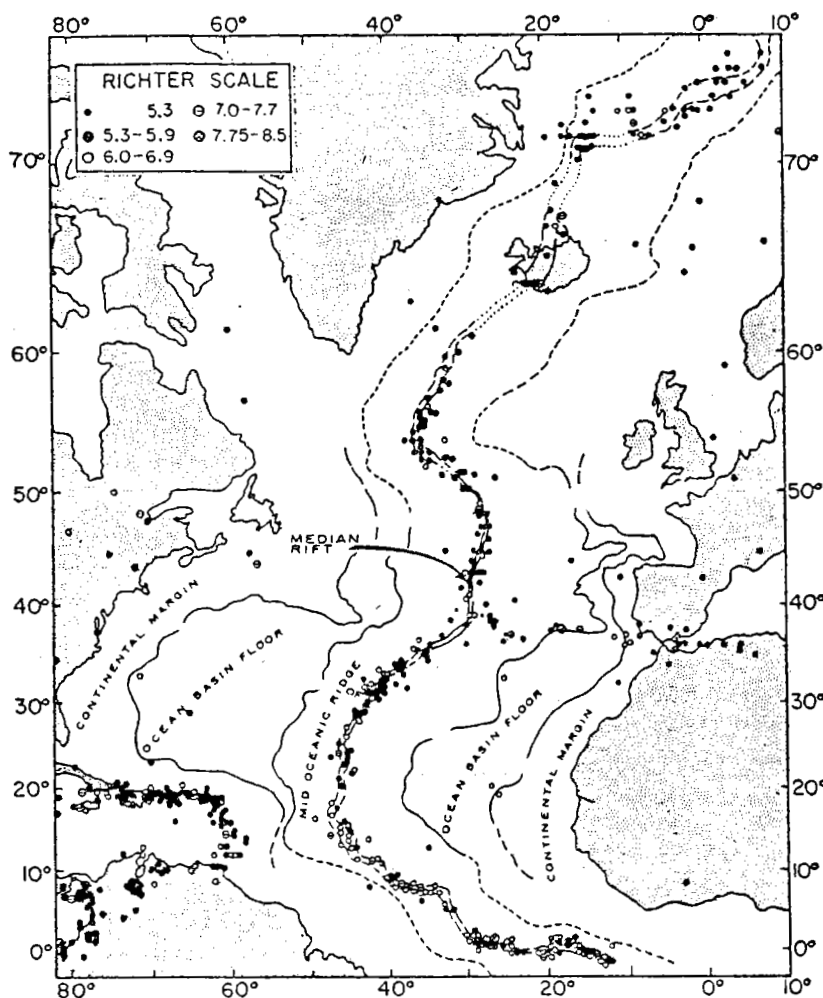 80° 60° 40° 20° 0° 10°
RICHTER SCALE
5.3 7.0-7.7
5.3-5.9 7.75-8.5
6.0-6.9
70° 70°
60° 60°
50° 50°
MEDIAN
RIFT
40° 40°
CONTINENTAL MARGIN
OCEAN BASIN FLOOR
MID OCEANIC RIDGE
OCEAN BASIN FLOOR
CONTINENTAL MARGIN
30° 30°
20° 20°
10° 10°
0° 0°
80° 60° 40° 20° 0° 10°